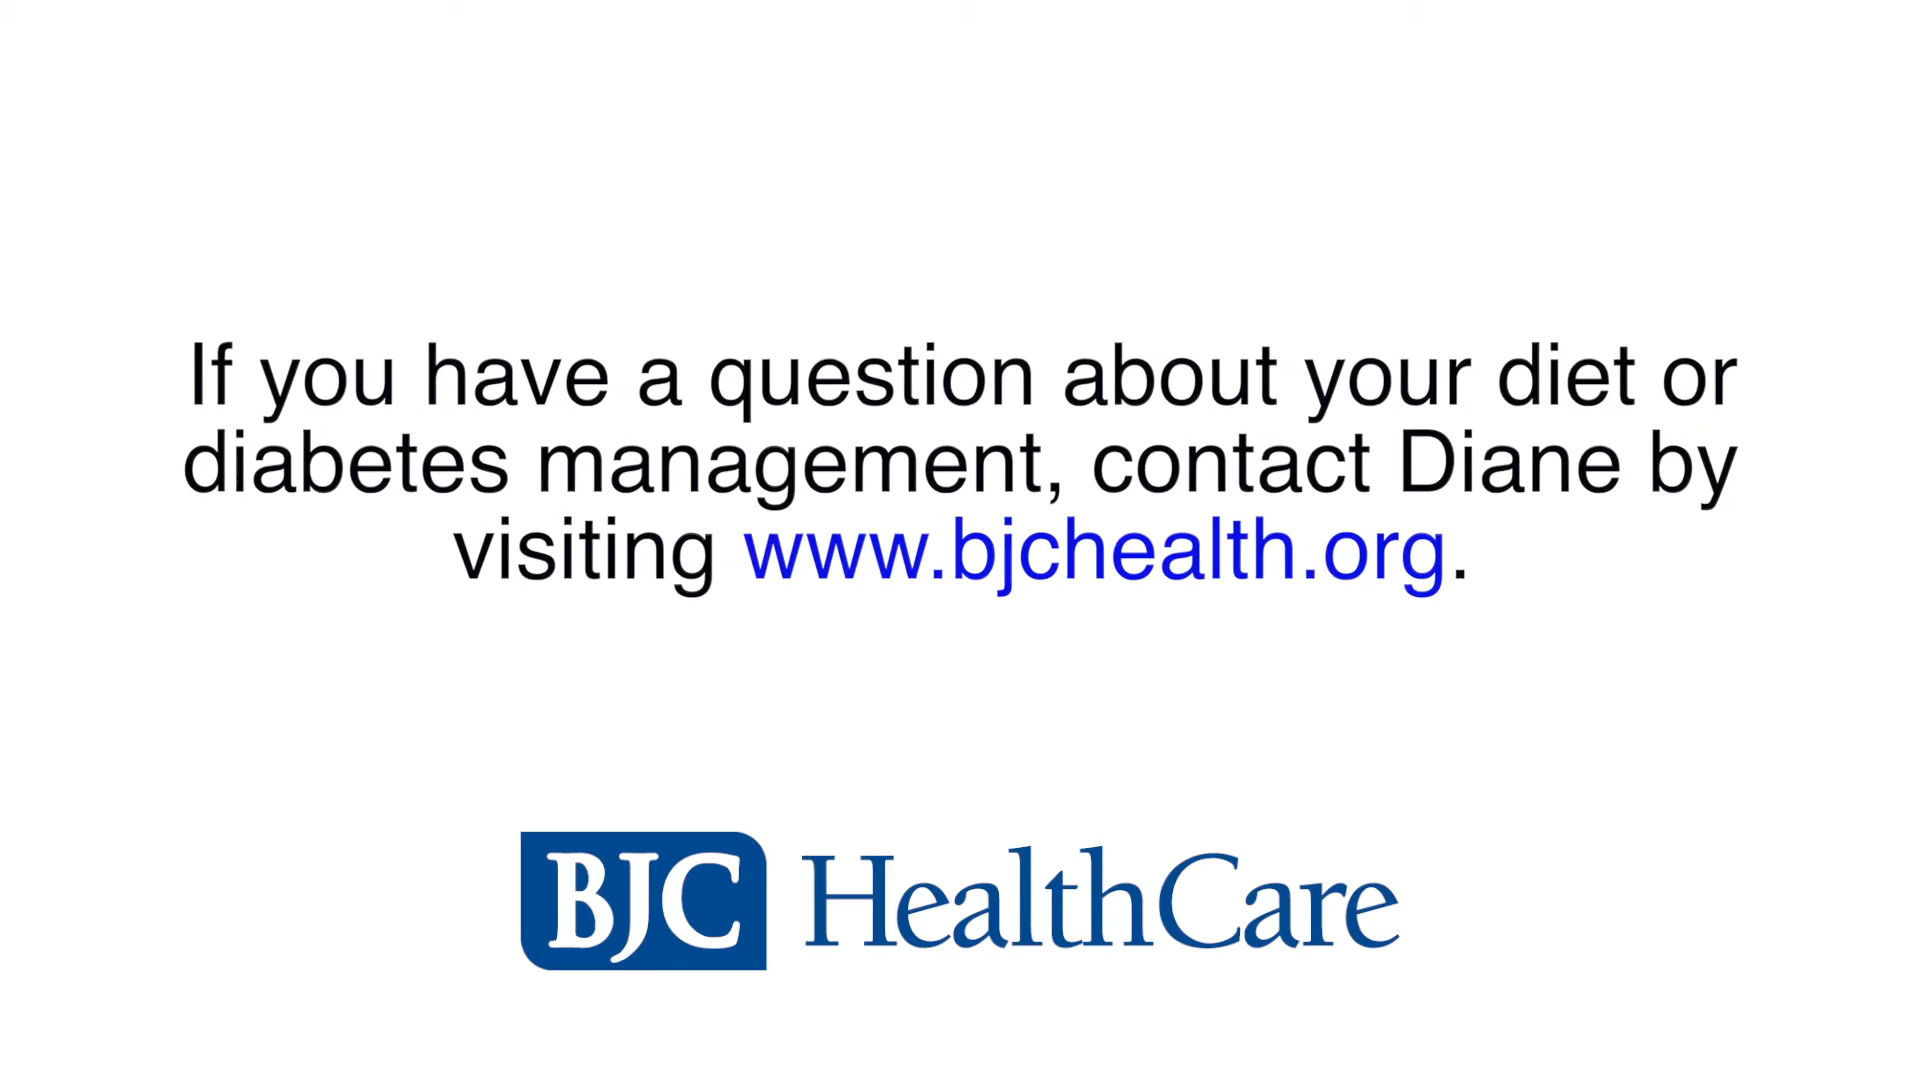 If you have a question about your diet or
diabetes management, contact Diane by
visiting www.bjchealth.org.
BJC HealthCare